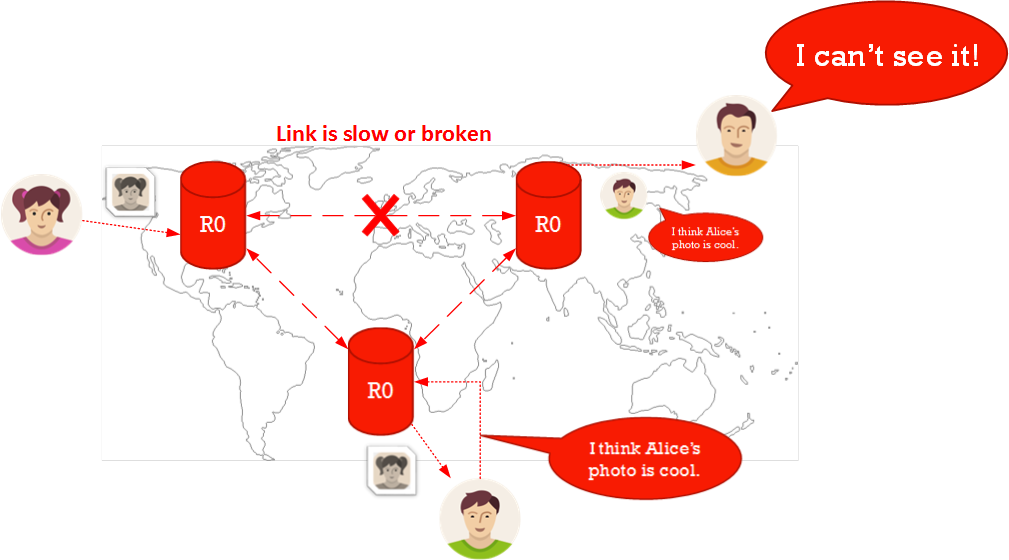 I can't see it!
Link is slow or broken
R0
R0
I think Alice's
photo is cool.
R0
I think Alice's
photo is cool.